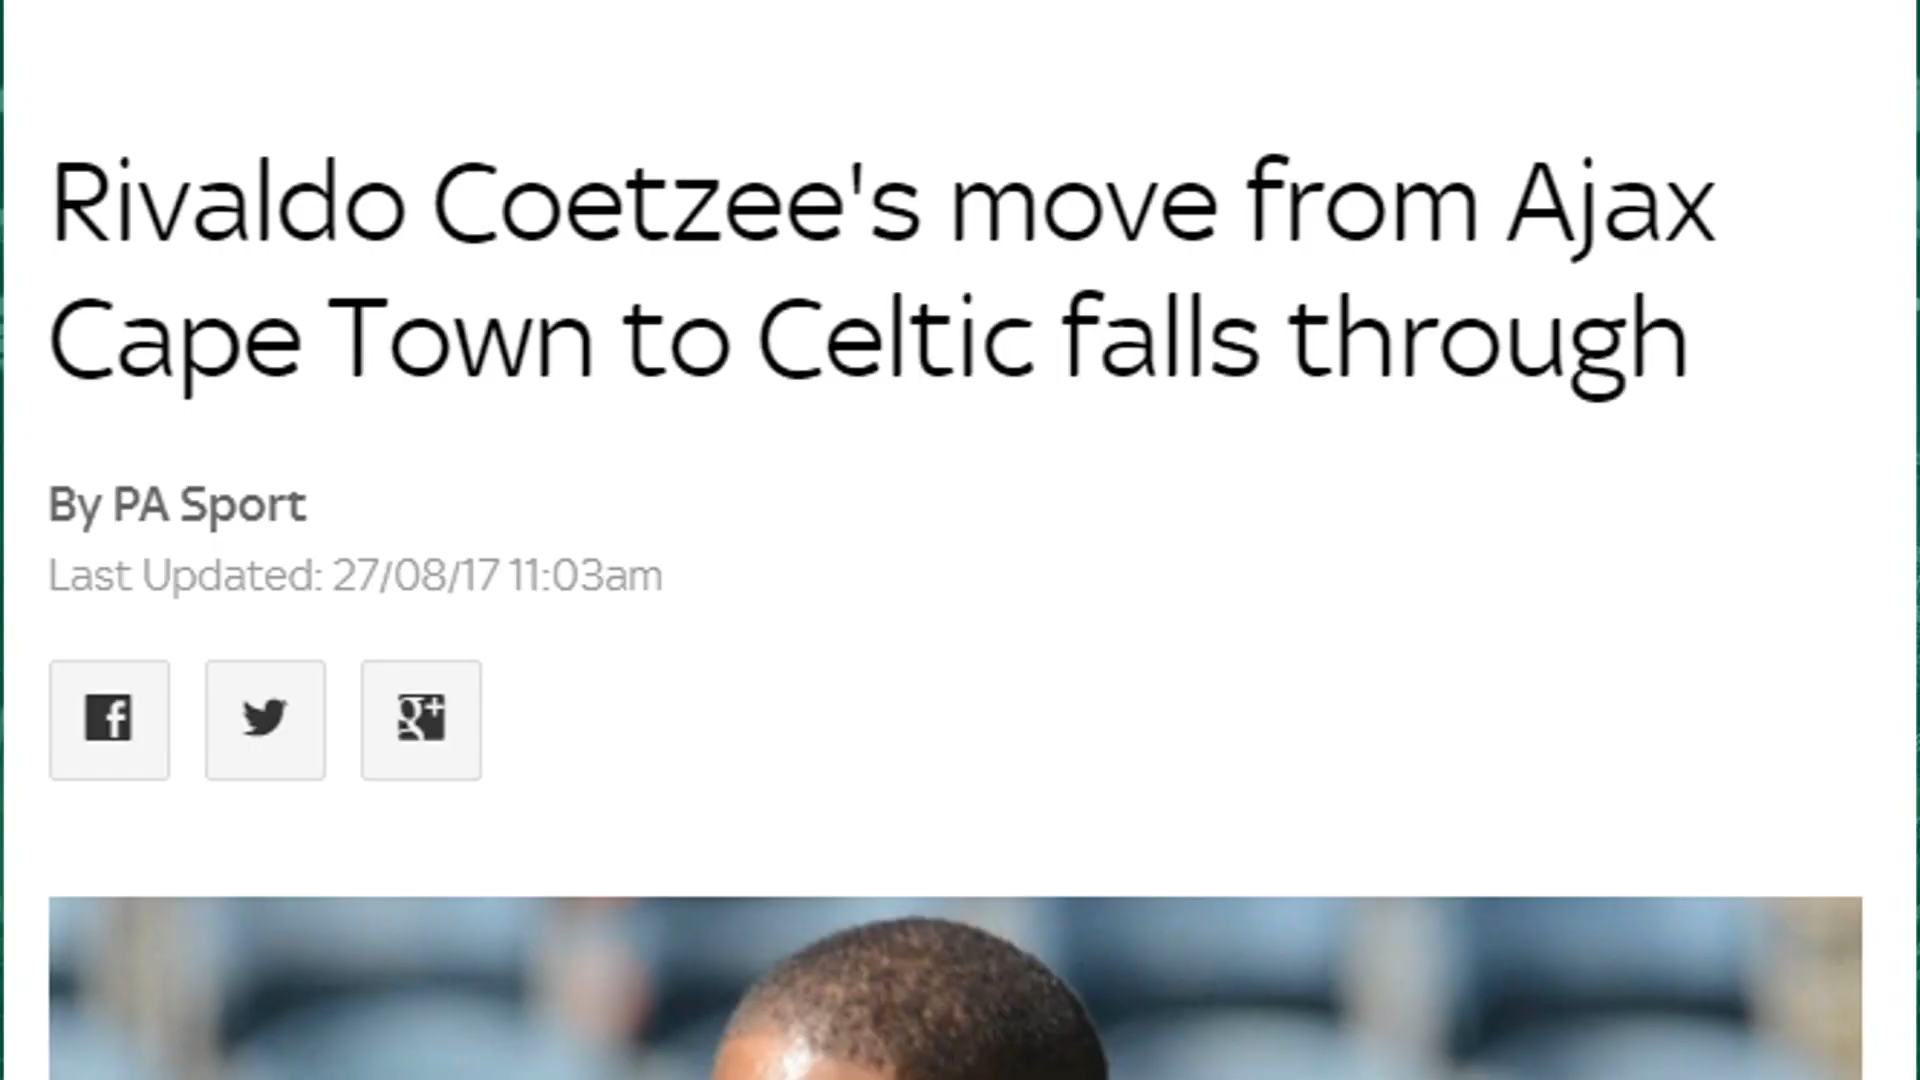 Rivaldo Coetzee's move from Ajax
Cape Town to Celtic falls through
By PA Sport
Last Updated: 27/08/17 11:03am
f
g+